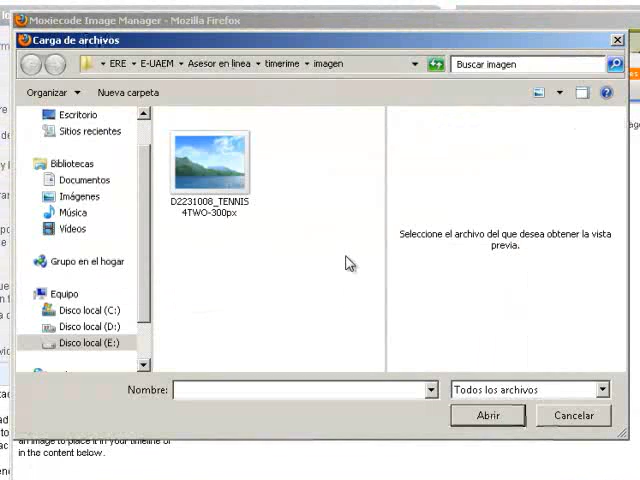 Moxiecode Image Manager - Mozilla Firefox
Carga de archivos
ERE E-UAEM Asesor en linea timerime imagen
Buscar imagen
Organizar Nueva carpeta
Escritorio
Sitios recientes
Bibliotecas
Documentos
Imágenes
Música
Vídeos
Grupo en el hogar
Equipo
Disco local (C:)
Disco local (D:)
Disco local (E:)
D2231008_TENNIS
4TWO-300px
Seleccione el archivo del que desea obtener la vista
previa.
Nombre:
Todos los archivos
Abrir Cancelar
an image to place it in your timeline or
in the content below.